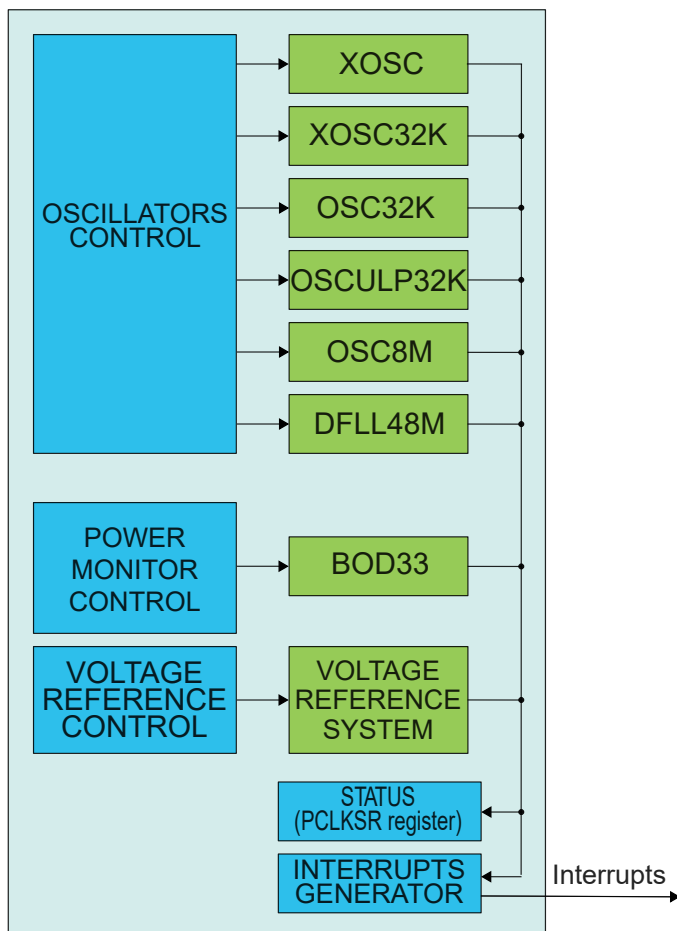 XOSC
XOSC32K
OSCILLATORS
CONTROL
OSC32K
OSCULP32K
OSC8M
DFLL48M
POWER
MONITOR
CONTROL
BOD33
VOLTAGE
REFERENCE
CONTROL
VOLTAGE
REFERENCE
SYSTEM
STATUS
(PCLKSR register)
INTERRUPTS
GENERATOR
Interrupts